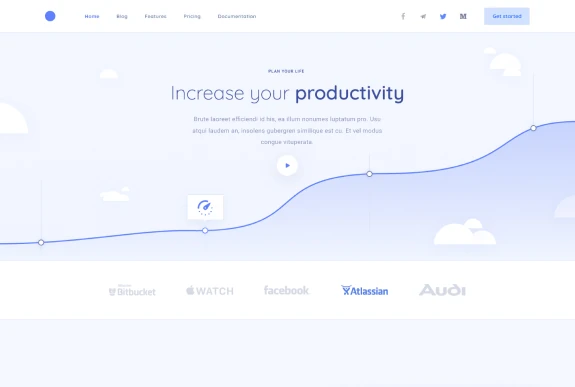 Home Blog Features Pricing Documentation Get started
PLAN YOUR LIFE
Increase your productivity
Brute laoreet efficiendi id his, ea illum nonumes luptatum pro. Usu
atqui laudem an, insolens gubergren similique est cu. Et vel modus
congue vituperata.
Bitbucket WATCH facebook Atlassian Audi